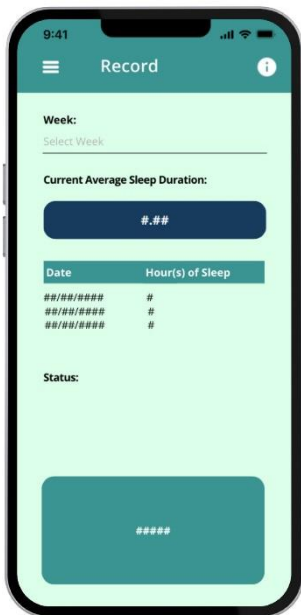 9:41
Record
Week:
Select Week
Current Average Sleep Duration:
#.##
Date Hour(s) of Sleep
##/##/#### #
##/##/#### #
##/##/#### #
Status:
#####